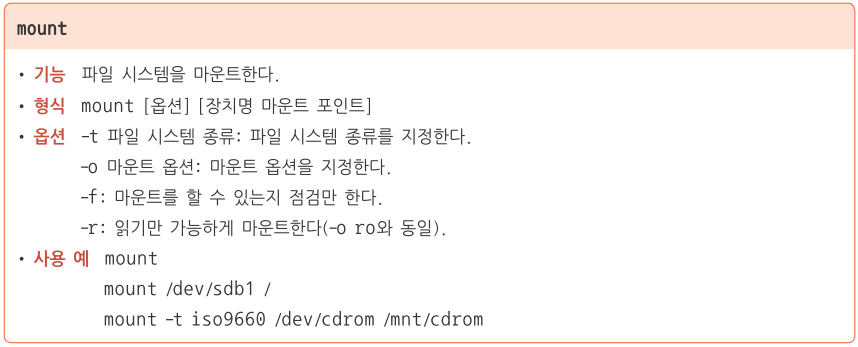 mount
• 기능 파일 시스템을 마운트한다.
• 형식 mount [옵션] [장치명 마운트 포인트]
• 옵션 -t 파일 시스템 종류: 파일 시스템 종류를 지정한다.
-o 마운트 옵션: 마운트 옵션을 지정한다.
-f: 마운트를 할 수 있는지 점검만 한다.
-r: 읽기만 가능하게 마운트한다(-o ro와 동일).
• 사용 예 mount
mount /dev/sdb1 /
mount -t iso9660 /dev/cdrom /mnt/cdrom